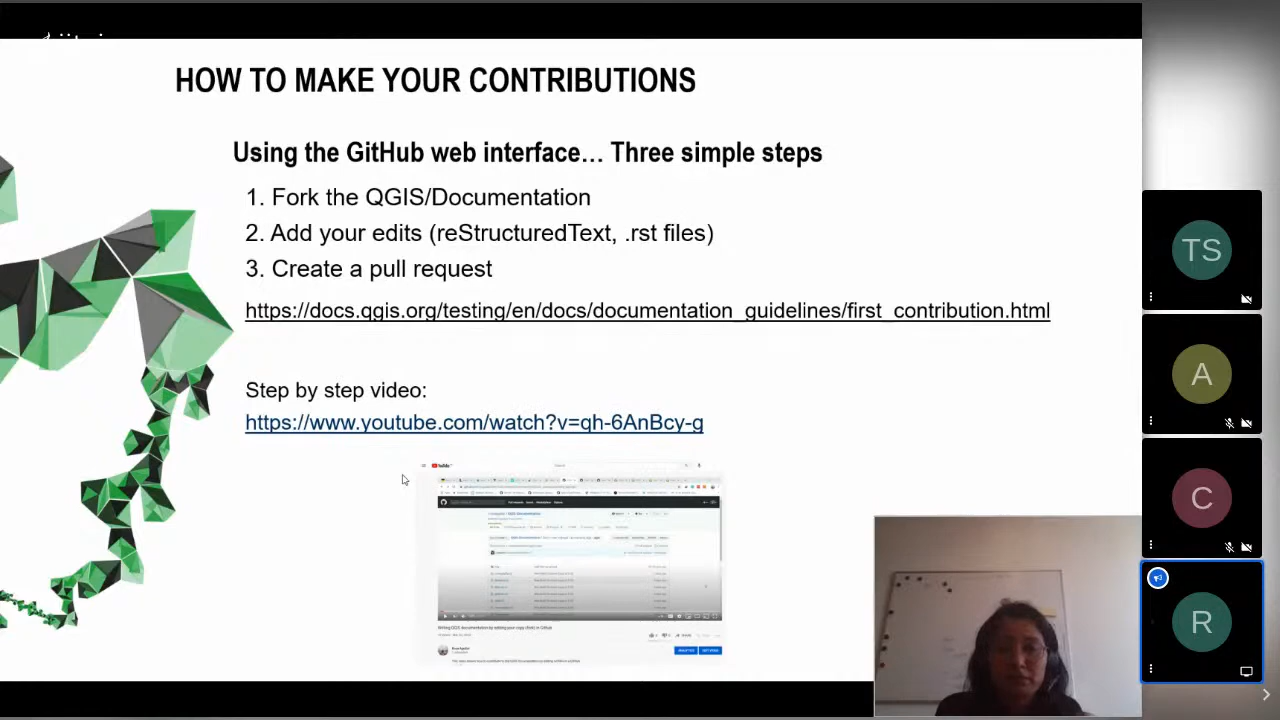 HOW TO MAKE YOUR CONTRIBUTIONS
Using the GitHub web interface… Three simple steps
1. Fork the QGIS/Documentation
2. Add your edits (reStructuredText, .rst files)
3. Create a pull request
https://docs.qgis.org/testing/en/docs/documentation_guidelines/first_contribution.html
Step by step video:
https://www.youtube.com/watch?v=qh-6AnBcy-g
TS
A
C
R